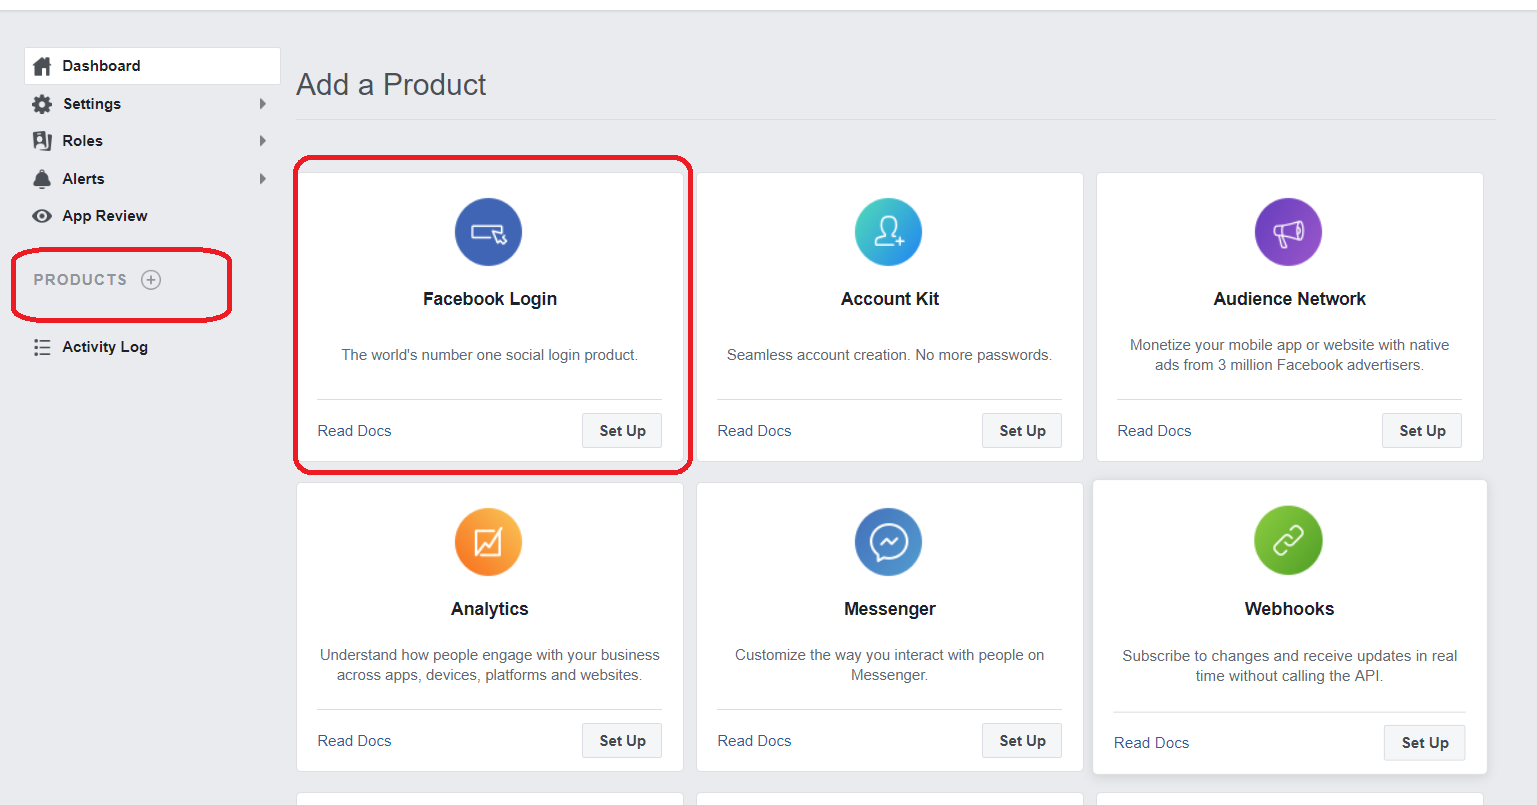 Dashboard
Settings
Roles
Alerts
App Review
PRODUCTS
Activity Log
Add a Product
Facebook Login
The world's number one social login product.
Read Docs
Set Up
Account Kit
Seamless account creation. No more passwords.
Read Docs
Set Up
Audience Network
Monetize your mobile app or website with native
ads from 3 million Facebook advertisers.
Read Docs
Set Up
Analytics
Understand how people engage with your business
across apps, devices, platforms and websites.
Read Docs
Set Up
Messenger
Customize the way you interact with people on
Messenger.
Read Docs
Set Up
Webhooks
Subscribe to changes and receive updates in real
time without calling the API.
Read Docs
Set Up